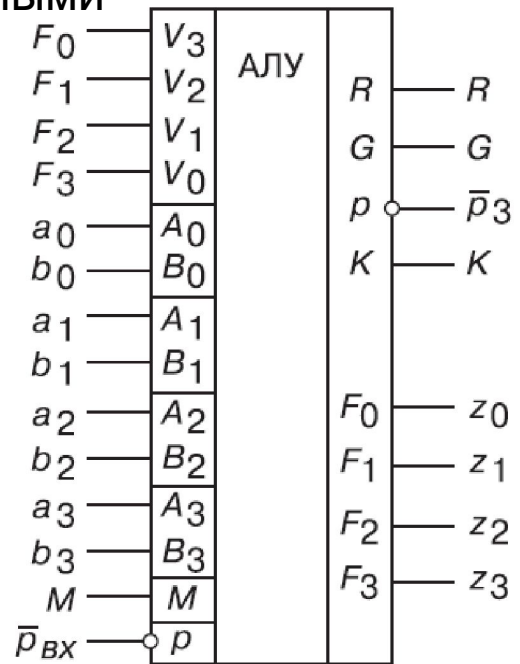 F0 V3 АЛУ
F1 V2 R R
F2 V1 G G
F3 V0
a0 A0 p p̅3
b0 B0 K K
a1 A1
b1 B1
a2 A2 F0 z0
b2 B2 F1 z1
a3 A3 F2 z2
b3 B3 F3 z3
M M
p̅ВХ p